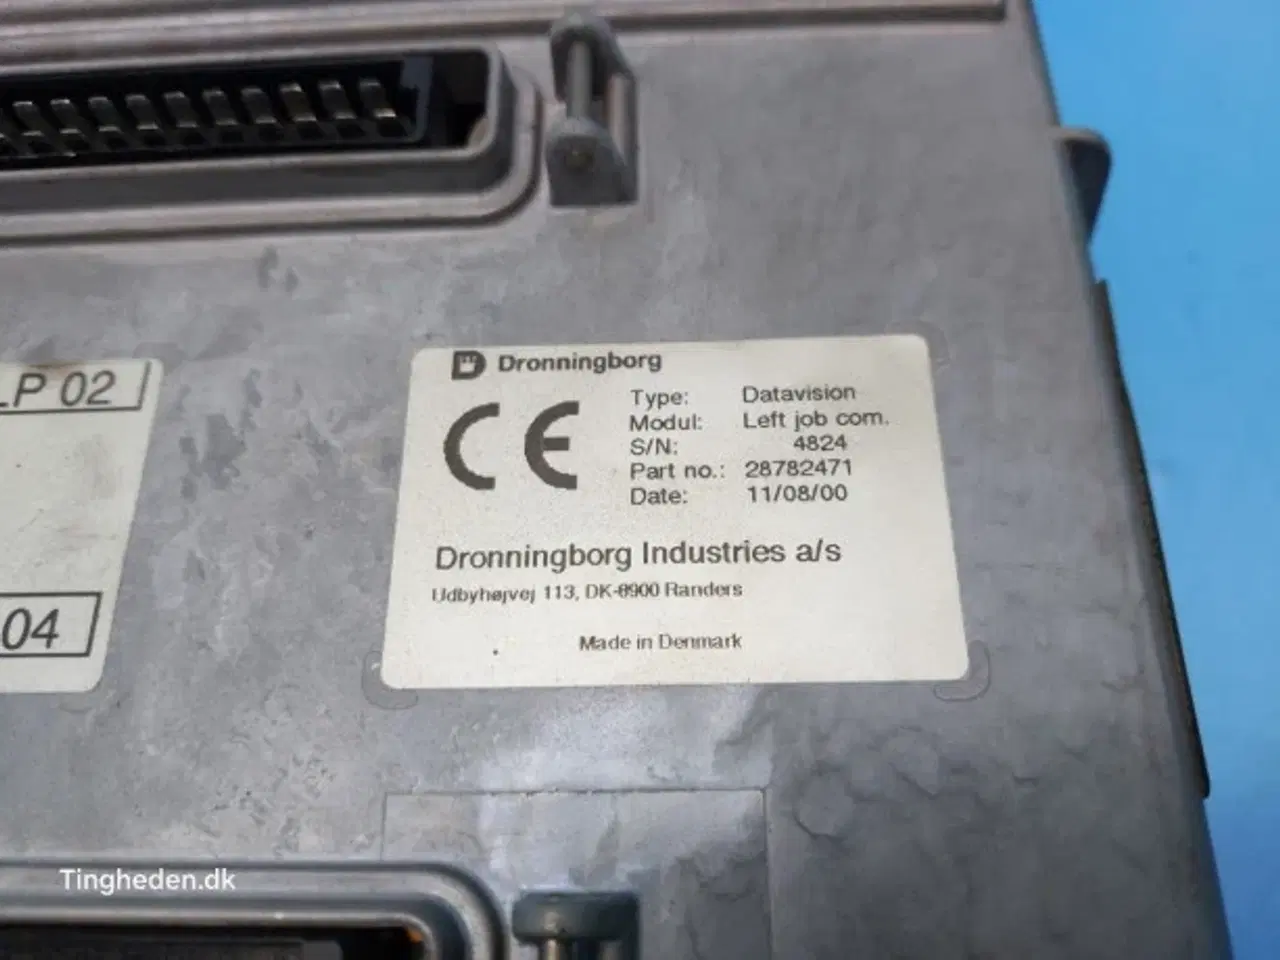 LP 02
04
Dronningborg
CE
Type: Datavision
Modul: Left job com.
S/N: 4824
Part no.: 28782471
Date: 11/08/00
Dronningborg Industries a/s
Udbyhøjvej 113, DK-8900 Randers
Made in Denmark
Tingheden.dk